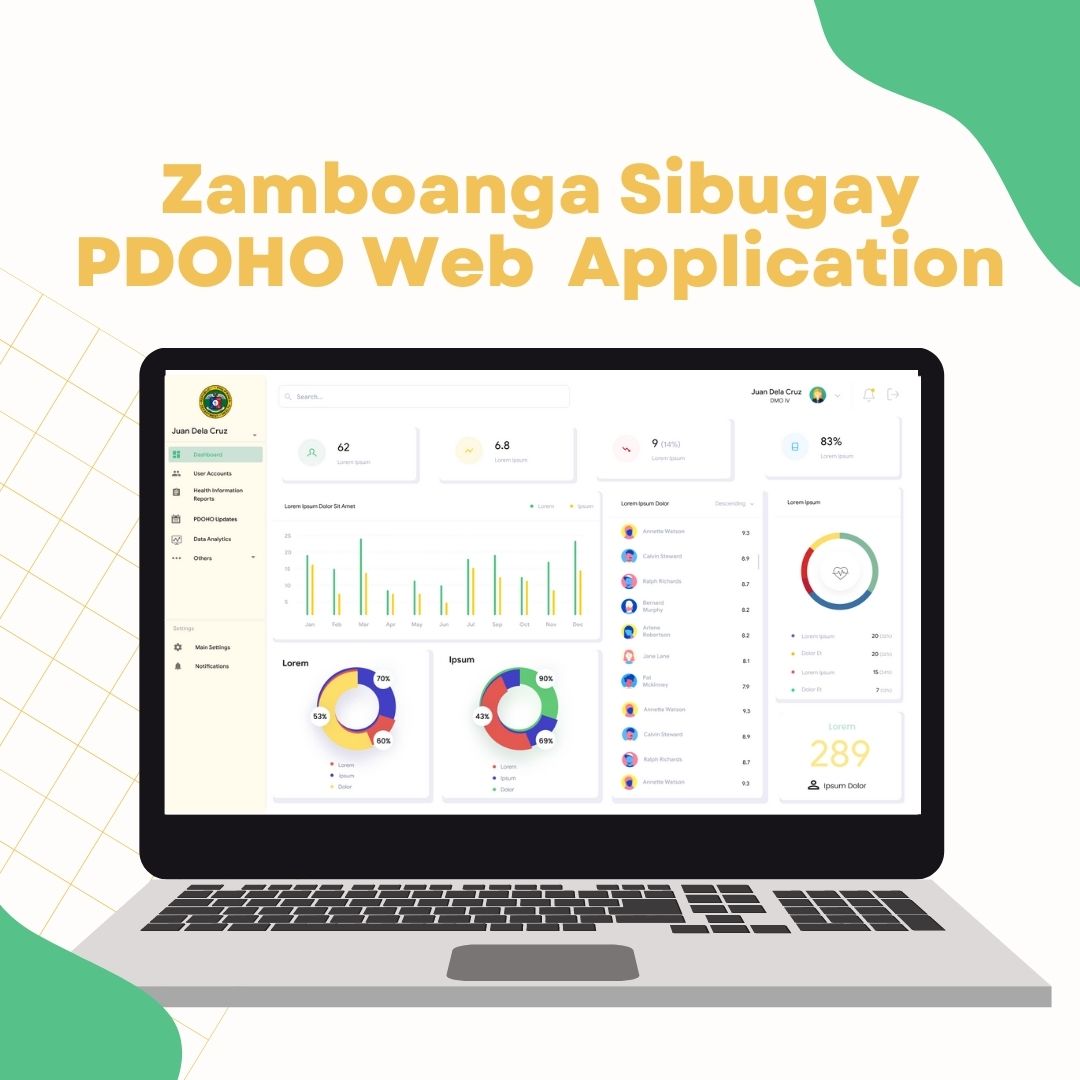 Zamboanga Sibugay
PDOHO Web Application
Juan Dela Cruz
Dashboard
User Accounts
Health Information
Reports
PDOHO Updates
Data Analytics
Others
Settings
Main Settings
Notifications
Search...
Juan Dela Cruz
DMO IV
62
Lorem Ipsum
6.8
Lorem Ipsum
9 (14%)
Lorem Ipsum
83%
Lorem Ipsum
Lorem Ipsum Dolor Sit Amet
Lorem
Ipsum
25
20
15
10
5
Jan Feb Mar Apr May Jun Jul Sep Oct Nov Dec
Lorem
70%
53%
60%
Lorem
Ipsum
Dolor
Ipsum
90%
43%
69%
Lorem
Ipsum
Dolor
Lorem Ipsum Dolor
Descending
Annette Watson 9.3
Calvin Steward 8.9
Ralph Richards 8.7
Bernard
Murphy 8.2
Arlene
Robertson 8.2
Jane Lane 8.1
Pat
Mckinney 7.9
Annette Watson 9.3
Calvin Steward 8.9
Ralph Richards 8.7
Annette Watson 9.3
Lorem Ipsum
Lorem Ipsum 20
Dolor Et 20
Lorem Ipsum 15
Dolor Et 7
Lorem
289
Ipsum Dolor